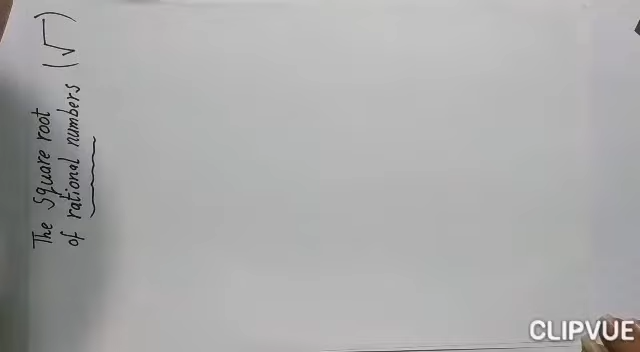 The Square root
of rational numbers (√)
CLIPVUE